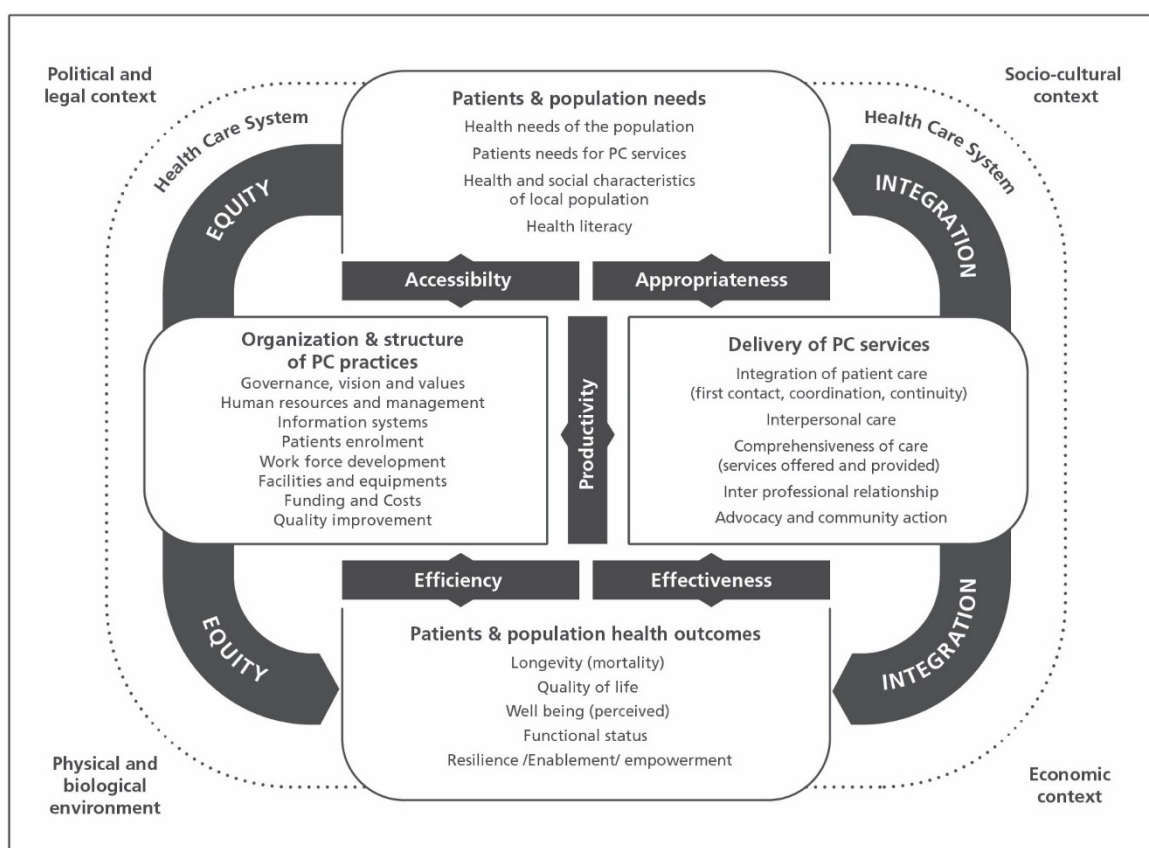 Political and
legal context
Socio-cultural
context
Health Care System
Health Care System
Patients & population needs
Health needs of the population
Patients needs for PC services
Health and social characteristics
of local population
Health literacy
EQUITY
INTEGRATION
Accessibilty
Appropriateness
Organization & structure
of PC practices
Governance, vision and values
Human resources and management
Information systems
Patients enrolment
Work force development
Facilities and equipments
Funding and Costs
Quality improvement
Productivity
Delivery of PC services
Integration of patient care
(first contact, coordination, continuity)
Interpersonal care
Comprehensiveness of care
(services offered and provided)
Inter professional relationship
Advocacy and community action
Efficiency
Effectiveness
EQUITY
INTEGRATION
Patients & population health outcomes
Longevity (mortality)
Quality of life
Well being (perceived)
Functional status
Resilience /Enablement/ empowerment
Physical and
biological
environment
Economic
context